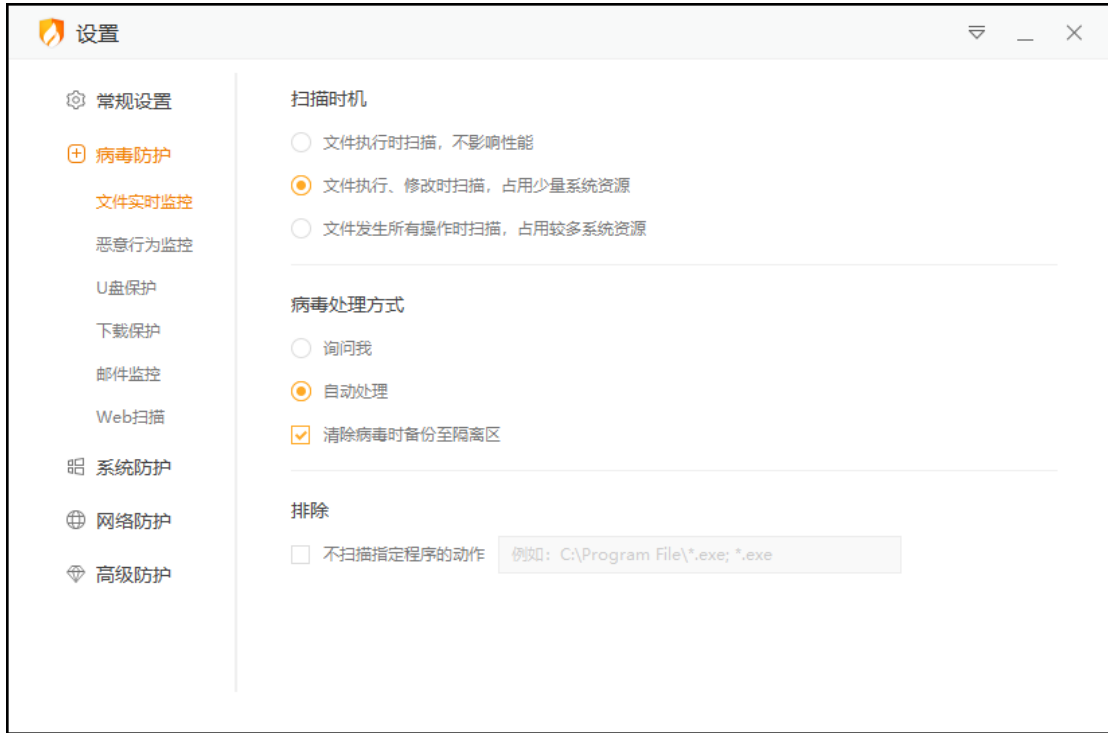 设置
常规设置
病毒防护
文件实时监控
恶意行为监控
U盘保护
下载保护
邮件监控
Web扫描
系统防护
网络防护
高级防护
扫描时机
文件执行时扫描，不影响性能
文件执行、修改时扫描，占用少量系统资源
文件发生所有操作时扫描，占用较多系统资源
病毒处理方式
询问我
自动处理
清除病毒时备份至隔离区
排除
不扫描指定程序的动作
例如：C:\Program File\*.exe; *.exe